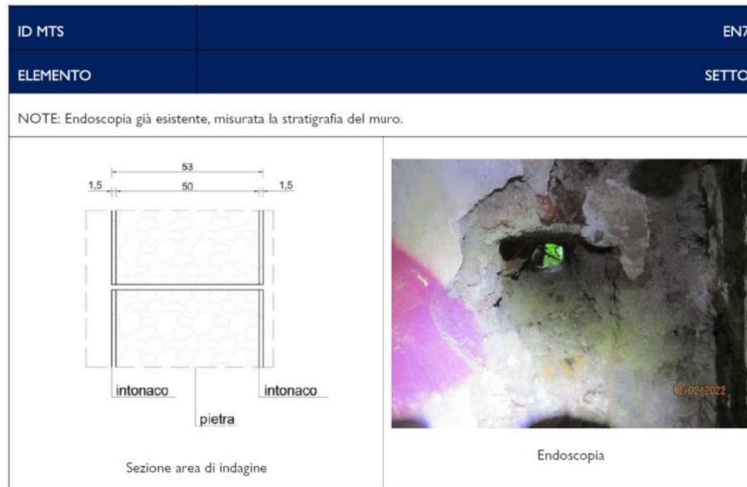 ID MTS EN7
ELEMENTO SETTO
NOTE: Endoscopia già esistente, misurata la stratigrafia del muro.
53
1,5 50 1,5
intonaco intonaco
pietra
Sezione area di indagine
Endoscopia